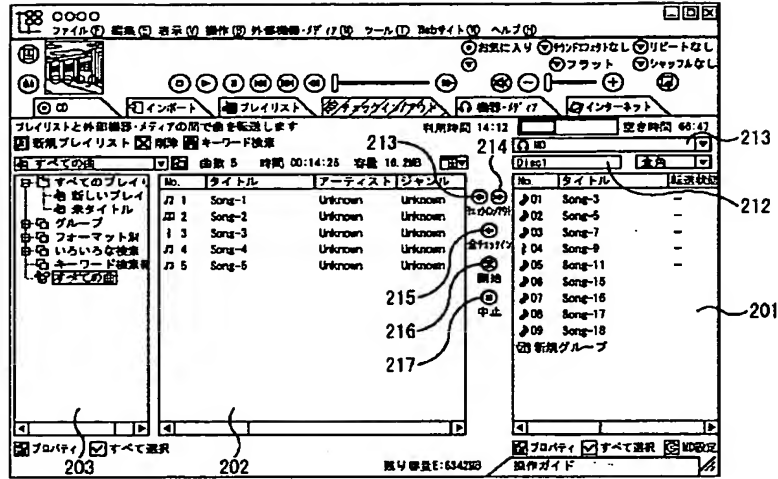 ○○○○
ファイル(F) 編集(E) 表示(V) 操作(P) 外部機器・メディア(M) ツール(T) Webサイト(W) ヘルプ(H)
お気に入り サウンドエフェクトなし リピートなし
フラット シャッフルなし
CD インポート プレイリスト チェックイン/アウト 機器・メディア インターネット
プレイリストと外部機器・メディアの間で曲を転送します 利用時間 14:12 空き時間 66:47
新規プレイリスト 削除 キーワード検索 213 MD 213
すべての曲 曲数 5 時間 00:14:25 容量 16.2MB 214 Disc1 全角
212
すべてのプレイリ
新しいプレイ
未タイトル
グループ
フォーマット別
いろいろな検索
キーワード検索
すべての曲
No. タイトル アーティスト ジャンル
1 Song-1 Unknown Unknown
2 Song-2 Unknown Unknown
3 Song-3 Unknown Unknown
4 Song-4 Unknown Unknown
5 Song-5 Unknown Unknown
チェックイン/アウト
全チェックイン
215
開始
216
中止
217
No. タイトル 転送状態
01 Song-3 －
02 Song-5 －
03 Song-7 －
04 Song-9 －
05 Song-11 －
06 Song-15
07 Song-16
08 Song-17
09 Song-18
新規グループ
201
プロパティ すべて選択
プロパティ すべて選択 MD設定
203 202 残り容量E:6342MB 操作ガイド